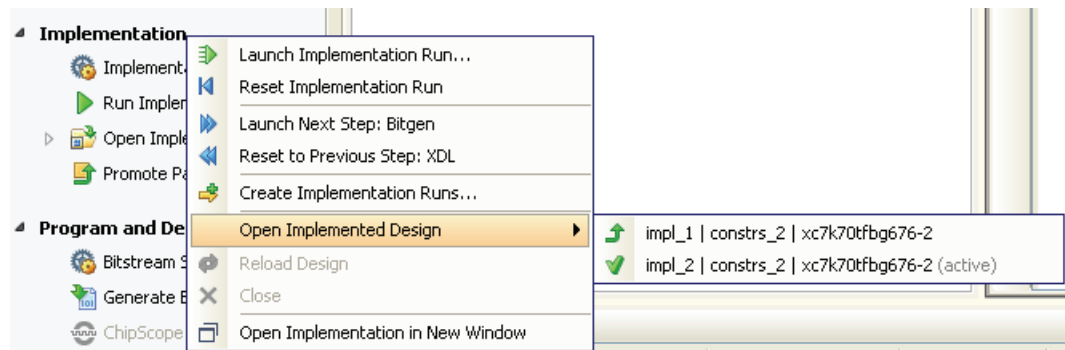 Implementation
Implementa
Run Impler
Open Imple
Promote Pa
Program and De
Bitstream S
Generate B
ChipScope
Launch Implementation Run...
Reset Implementation Run
Launch Next Step: Bitgen
Reset to Previous Step: XDL
Create Implementation Runs...
Open Implemented Design
Reload Design
Close
Open Implementation in New Window
impl_1 | constrs_2 | xc7k70tfbg676-2
impl_2 | constrs_2 | xc7k70tfbg676-2 (active)